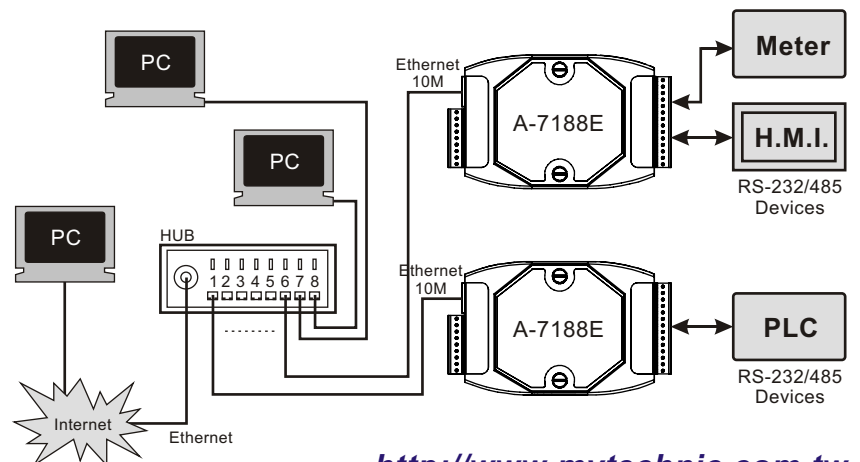 PC
Ethernet
10M
A-7188E
Meter
H.M.I.
RS-232/485
Devices
PC
PC
HUB
1 2 3 4 5 6 7 8
Ethernet
10M
A-7188E
PLC
RS-232/485
Devices
Internet
Ethernet